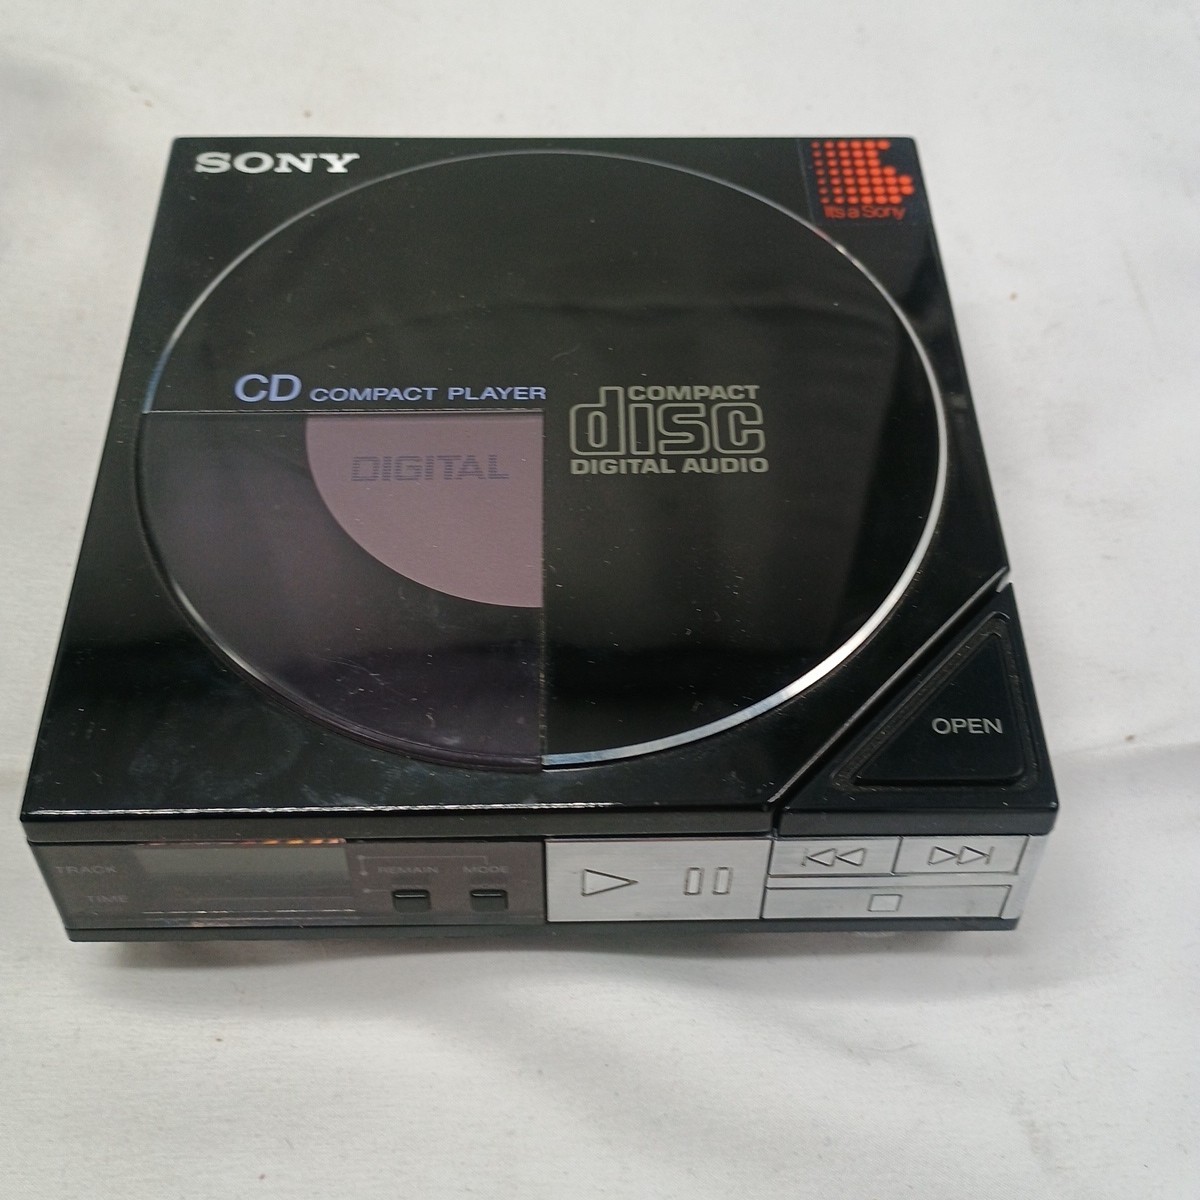 SONY
It's a Sony
CD COMPACT PLAYER
COMPACT
disc
DIGITAL AUDIO
DIGITAL
OPEN
TRACK
REMAIN MODE
TIME